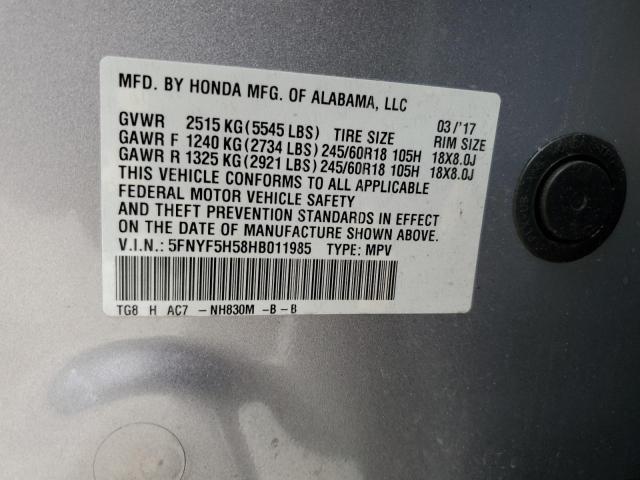 MFD. BY HONDA MFG. OF ALABAMA, LLC
03/'17
GVWR 2515 KG (5545 LBS) TIRE SIZE RIM SIZE
GAWR F 1240 KG (2734 LBS) 245/60R18 105H 18X8.0J
GAWR R 1325 KG (2921 LBS) 245/60R18 105H 18X8.0J
THIS VEHICLE CONFORMS TO ALL APPLICABLE
FEDERAL MOTOR VEHICLE SAFETY
AND THEFT PREVENTION STANDARDS IN EFFECT
ON THE DATE OF MANUFACTURE SHOWN ABOVE.
V.I.N.: 5FNYF5H58HB011985 TYPE: MPV
TG8 H AC7 -NH830M -B -B